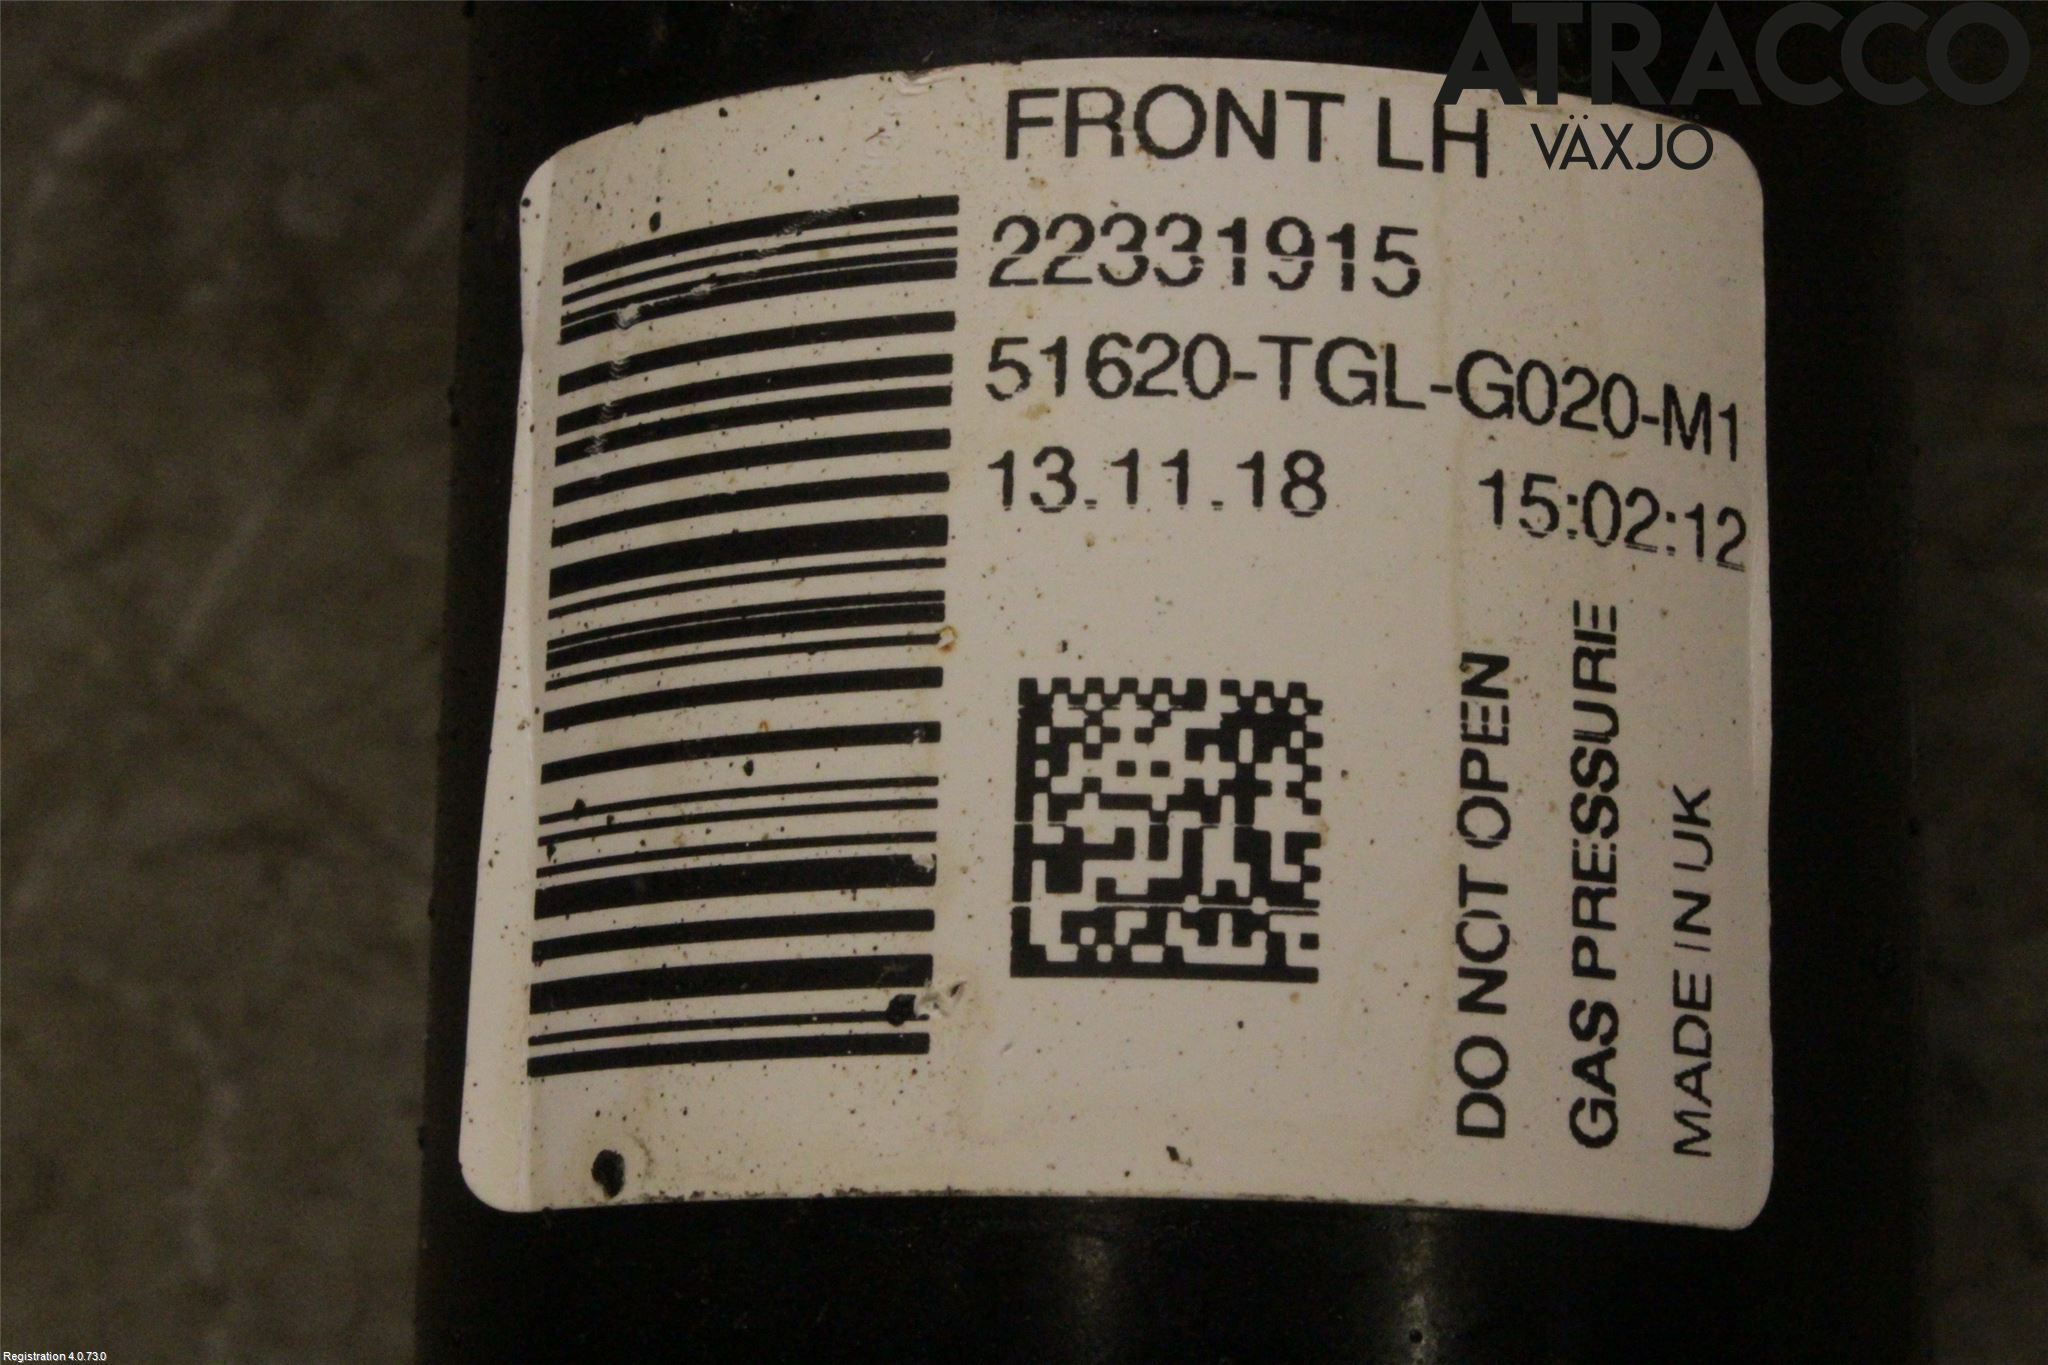 ATRACCO
VÄXJO
FRONT LH
22331915
51620-TGL-G020-M1
13.11.18 15:02:12
DO NOT OPEN
GAS PRESSURE
MADE IN UK
Registration 4.0.73.0